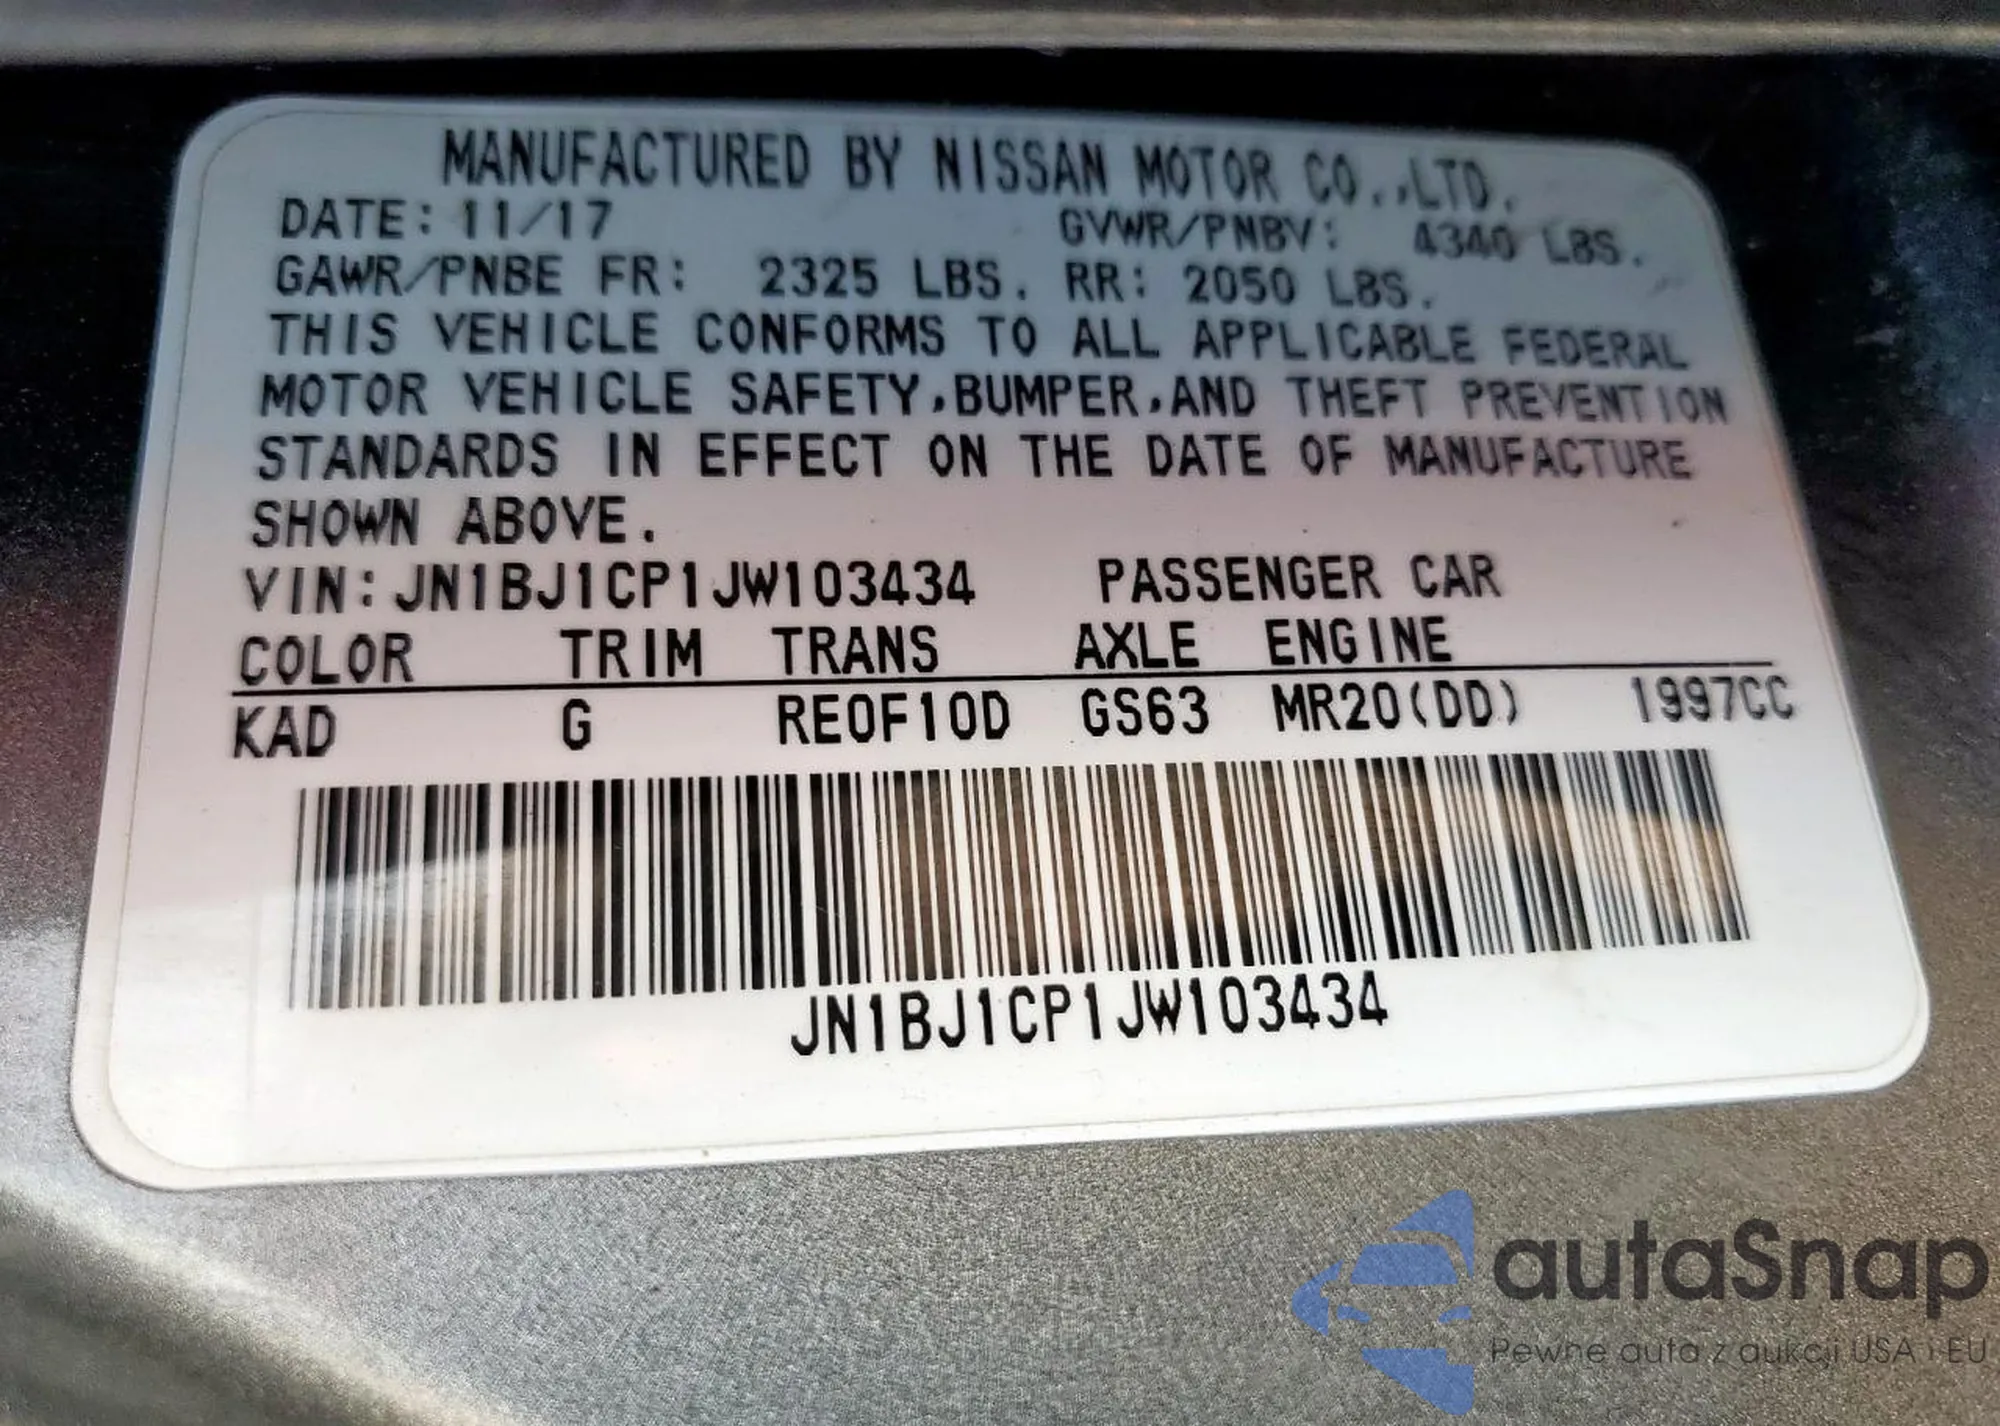 MANUFACTURED BY NISSAN MOTOR CO.,LTD.
DATE: 11/17 GVWR/PNBV: 4340 LBS.
GAWR/PNBE FR: 2325 LBS. RR: 2050 LBS.
THIS VEHICLE CONFORMS TO ALL APPLICABLE FEDERAL
MOTOR VEHICLE SAFETY,BUMPER,AND THEFT PREVENTION
STANDARDS IN EFFECT ON THE DATE OF MANUFACTURE
SHOWN ABOVE.
VIN: JN1BJ1CP1JW103434 PASSENGER CAR
COLOR TRIM TRANS AXLE ENGINE
KAD G RE0F10D GS63 MR20(DD) 1997CC
JN1BJ1CP1JW103434
autaSnap
Pewne auta z aukcji USA i EU